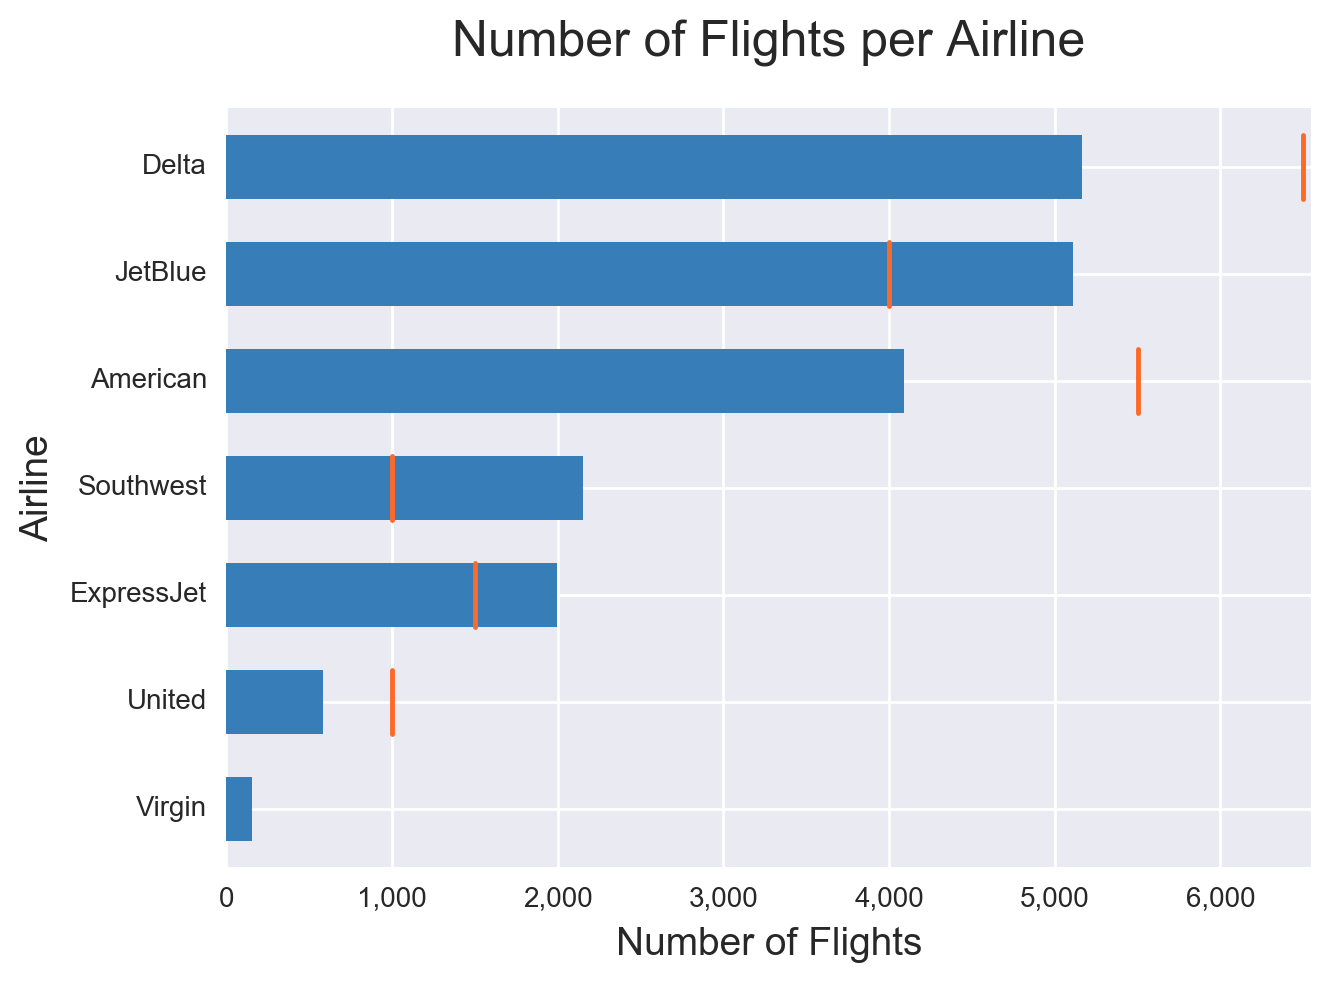 Number of Flights per Airline
Delta
JetBlue
American
Southwest
ExpressJet
United
Virgin
Airline
0 1,000 2,000 3,000 4,000 5,000 6,000
Number of Flights